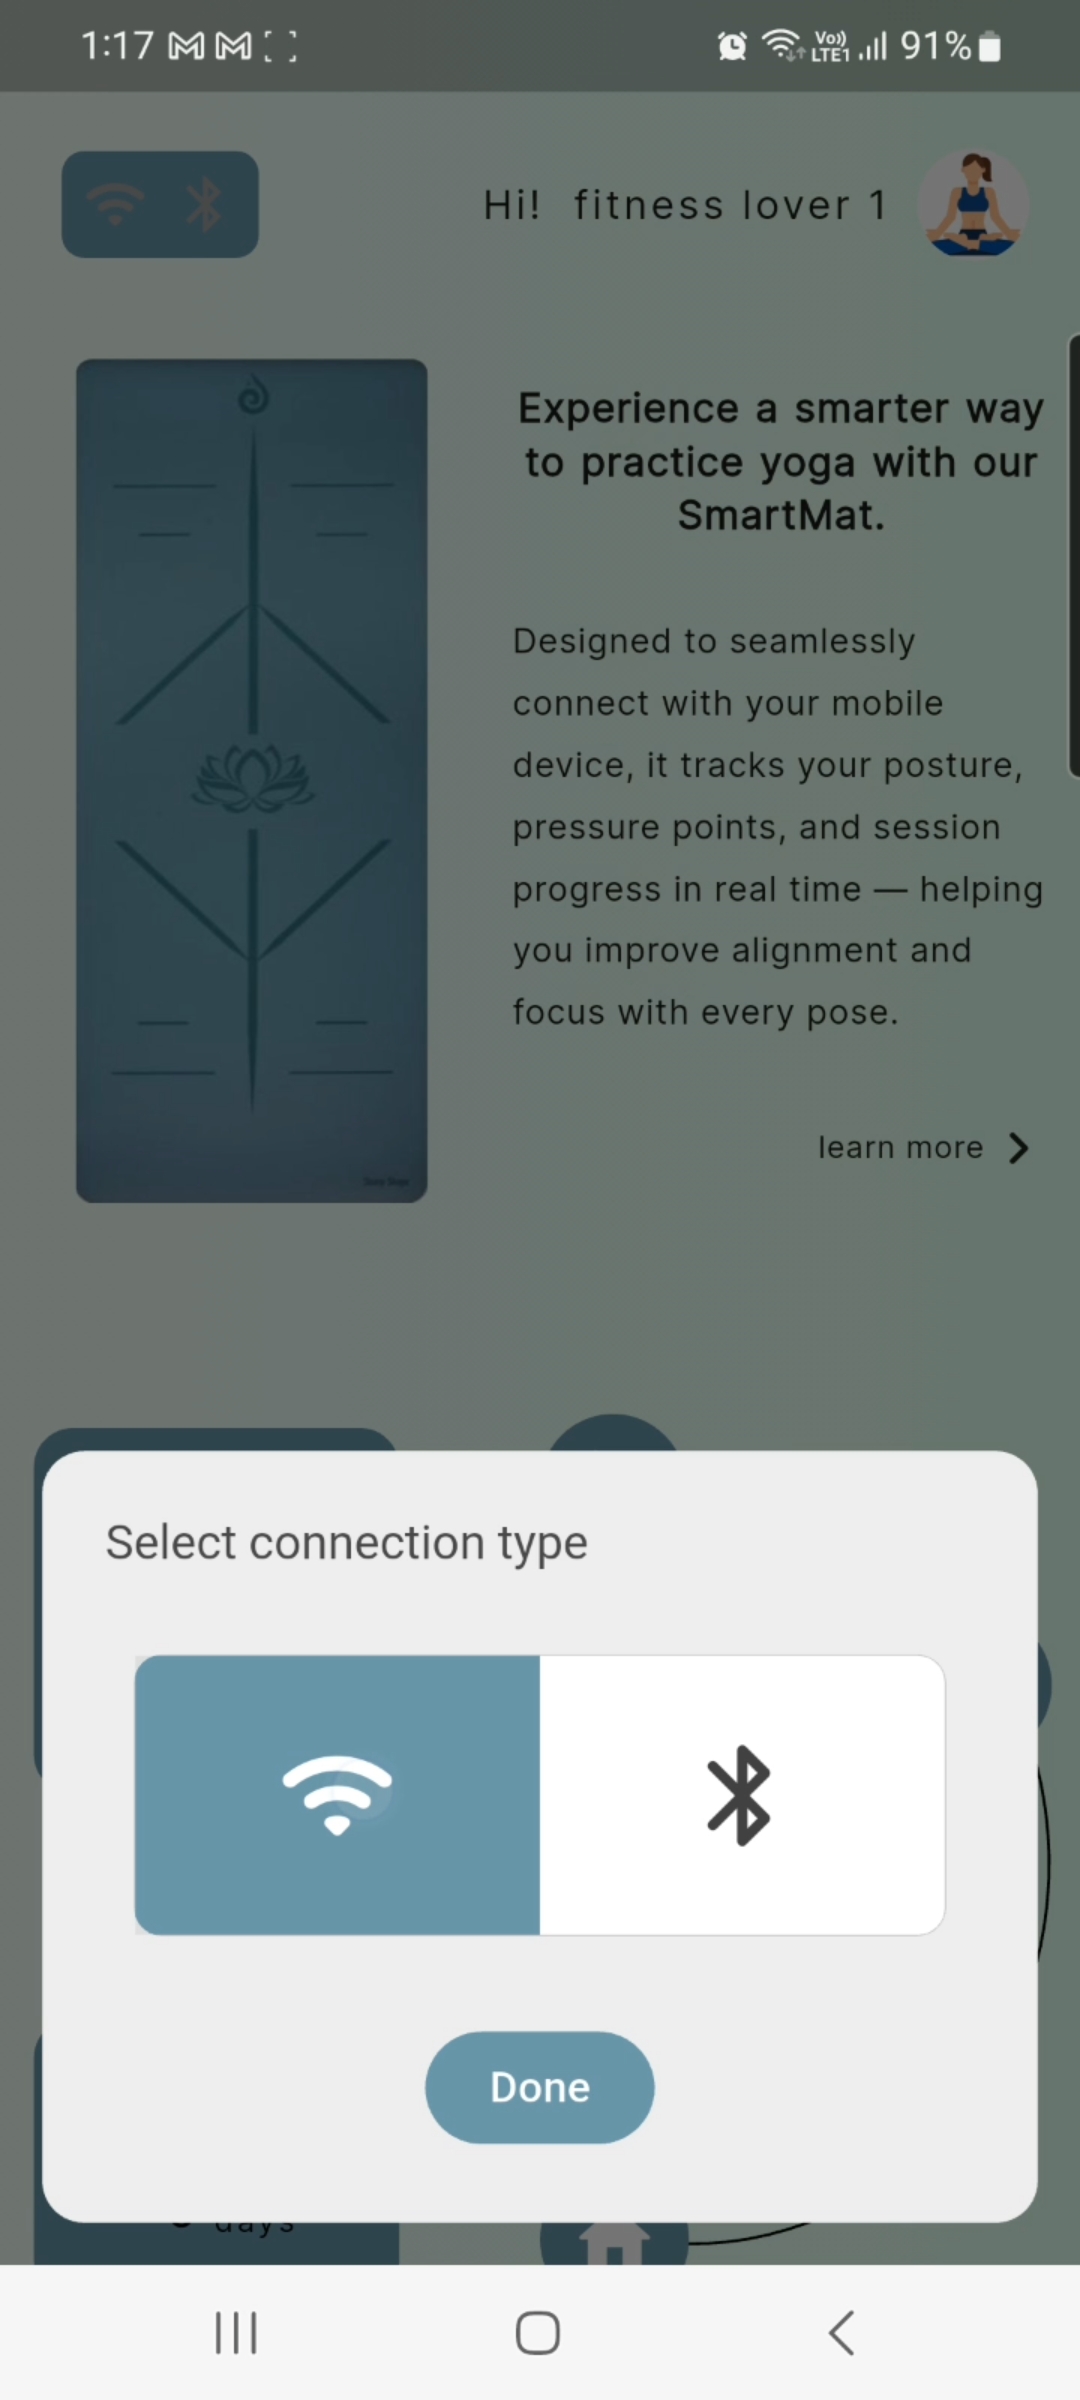 1:17
Vo))
LTE1
91%
Hi! fitness lover 1
Experience a smarter way
to practice yoga with our
SmartMat.
Designed to seamlessly
connect with your mobile
device, it tracks your posture,
pressure points, and session
progress in real time — helping
you improve alignment and
focus with every pose.
learn more
Select connection type
Done
days